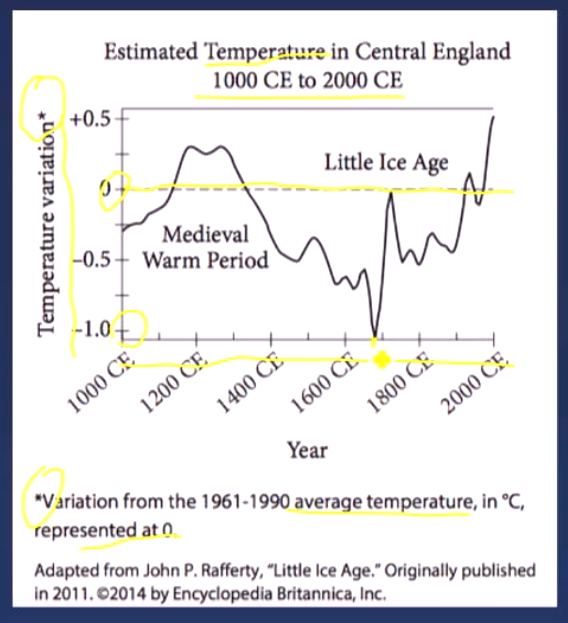 Estimated Temperature in Central England
1000 CE to 2000 CE
Temperature variation*
+0.5
0
-0.5
-1.0
Little Ice Age
Medieval
Warm Period
1000 CE
1200 CE
1400 CE
1600 CE
1800 CE
2000 CE
Year
*Variation from the 1961-1990 average temperature, in °C,
represented at 0.
Adapted from John P. Rafferty, “Little Ice Age.” Originally published
in 2011. ©2014 by Encyclopedia Britannica, Inc.